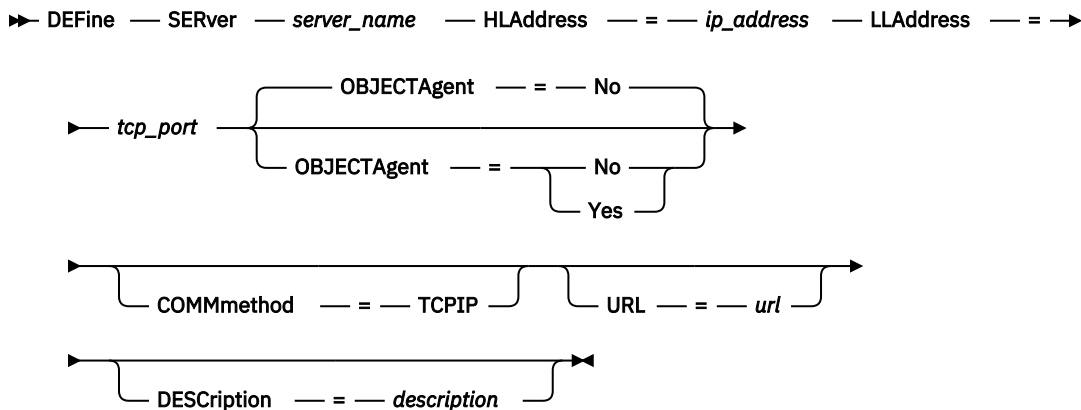 DEFine SERver server_name HLAddress = ip_address LLAddress =
tcp_port
OBJECTAgent = No
OBJECTAgent = No
Yes
COMMmethod = TCPIP URL = url
DESCription = description